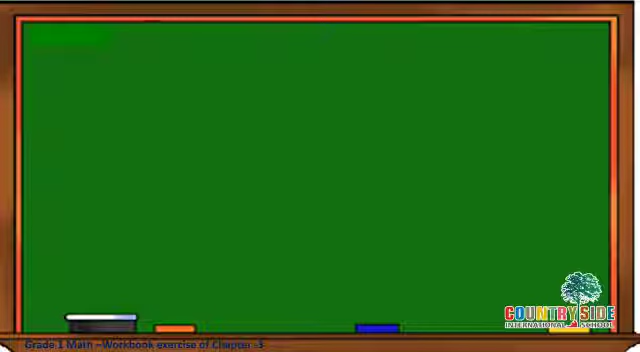 COUNTRY SIDE
INTERNATIONAL SCHOOL
Grade 1 Math –Workbook exercise of Chapter -3